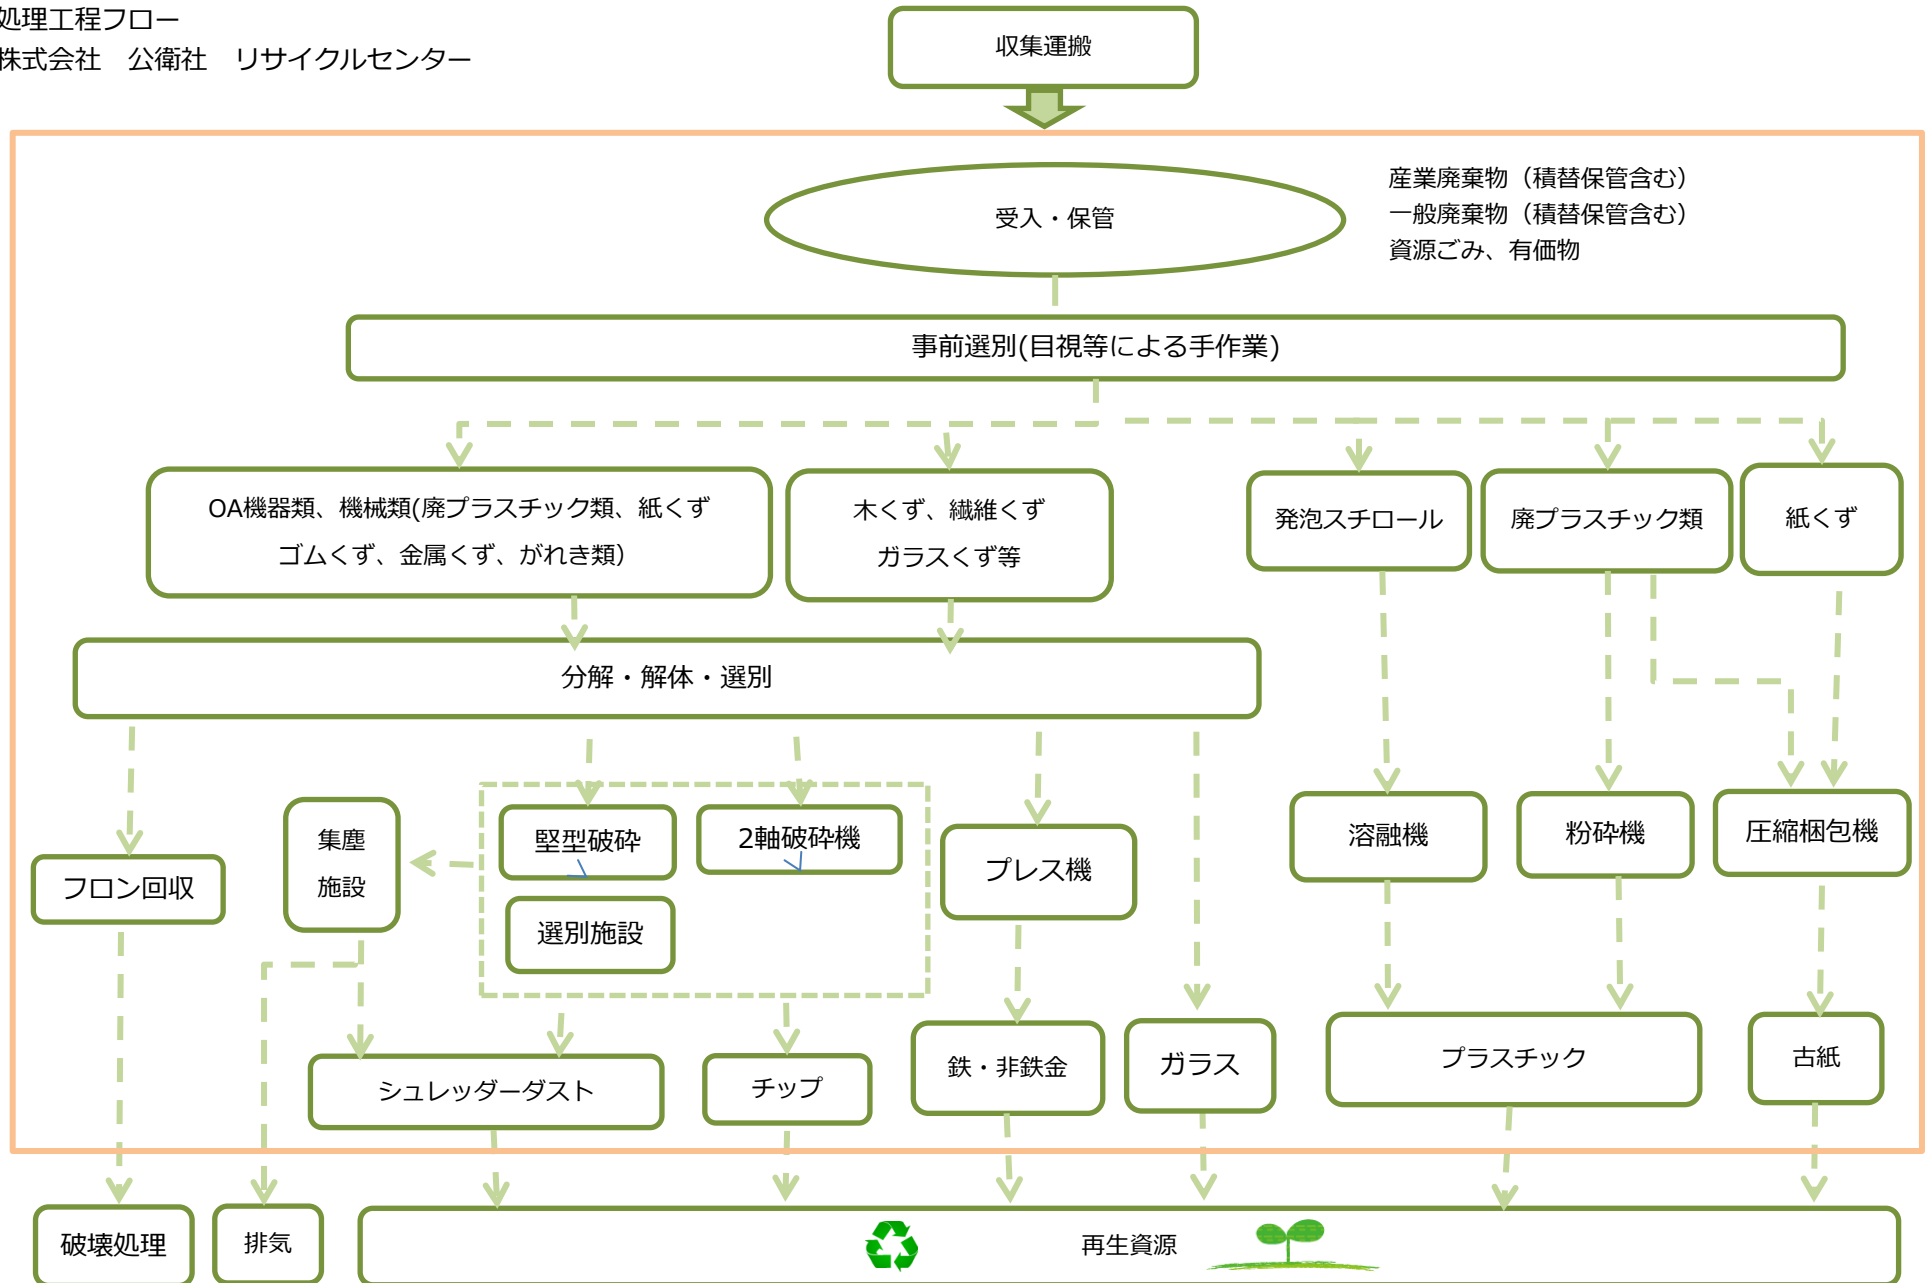 処理工程フロー
株式会社　公衛社　リサイクルセンター
収集運搬
受入・保管
産業廃棄物（積替保管含む）
一般廃棄物（積替保管含む）
資源ごみ、有価物
事前選別(目視等による手作業)
OA機器類、機械類(廃プラスチック類、紙くず
ゴムくず、金属くず、がれき類）
木くず、繊維くず
ガラスくず等
発泡スチロール
廃プラスチック類
紙くず
分解・解体・選別
フロン回収
集塵
施設
堅型破砕
2軸破砕機
選別施設
プレス機
溶融機
粉砕機
圧縮梱包機
シュレッダーダスト
チップ
鉄・非鉄金
ガラス
プラスチック
古紙
破壊処理
排気
再生資源